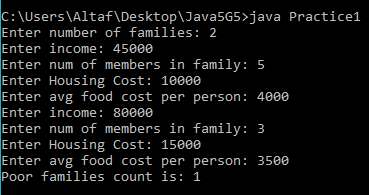 C:\Users\Altaf\Desktop\Java5G5>java Practice1
Enter number of families: 2
Enter income: 45000
Enter num of members in family: 5
Enter Housing Cost: 10000
Enter avg food cost per person: 4000
Enter income: 80000
Enter num of members in family: 3
Enter Housing Cost: 15000
Enter avg food cost per person: 3500
Poor families count is: 1